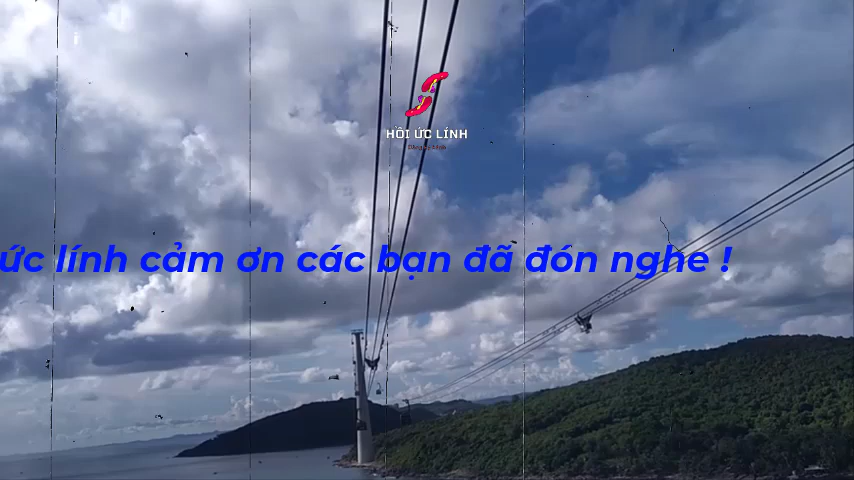 HỒI ỨC LÍNH
ức lính cảm ơn các bạn đã đón nghe !